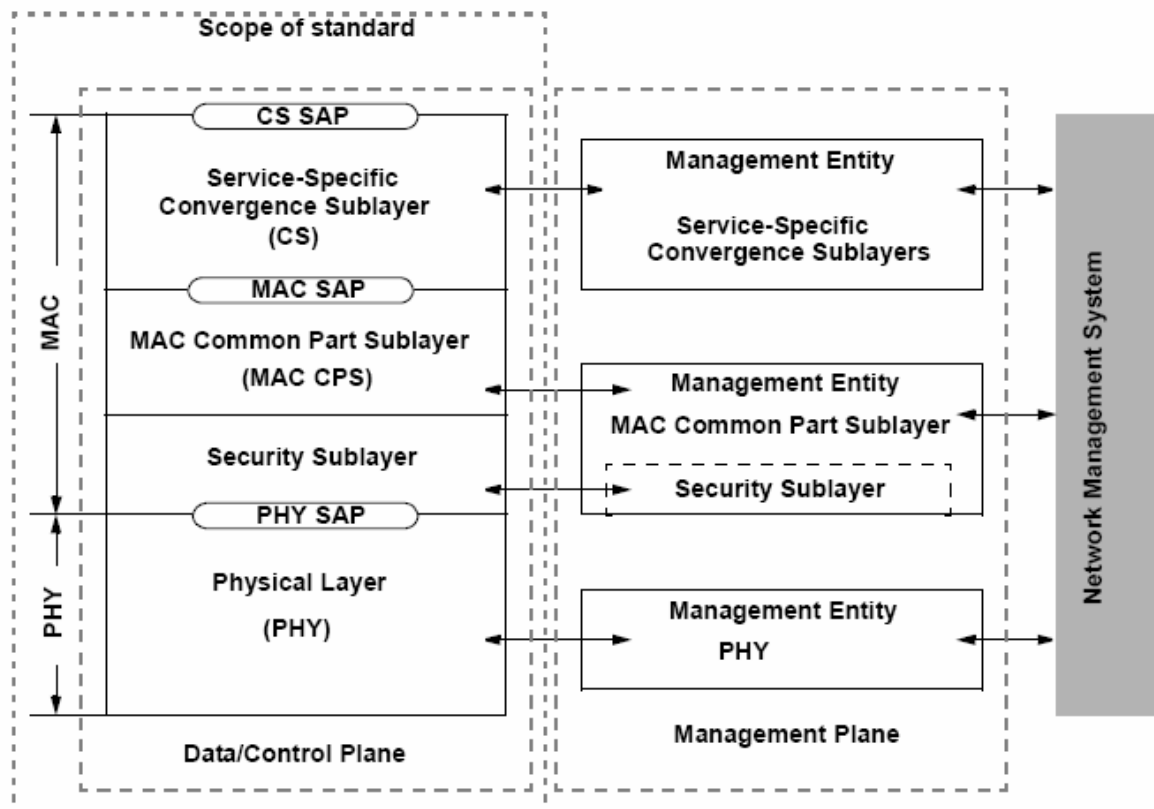 Scope of standard
CS SAP
Service-Specific
Convergence Sublayer
(CS)
MAC SAP
MAC Common Part Sublayer
(MAC CPS)
Security Sublayer
PHY SAP
Physical Layer
(PHY)
Data/Control Plane
MAC
PHY
Management Entity
Service-Specific
Convergence Sublayers
Management Entity
MAC Common Part Sublayer
Security Sublayer
Management Entity
PHY
Management Plane
Network Management System